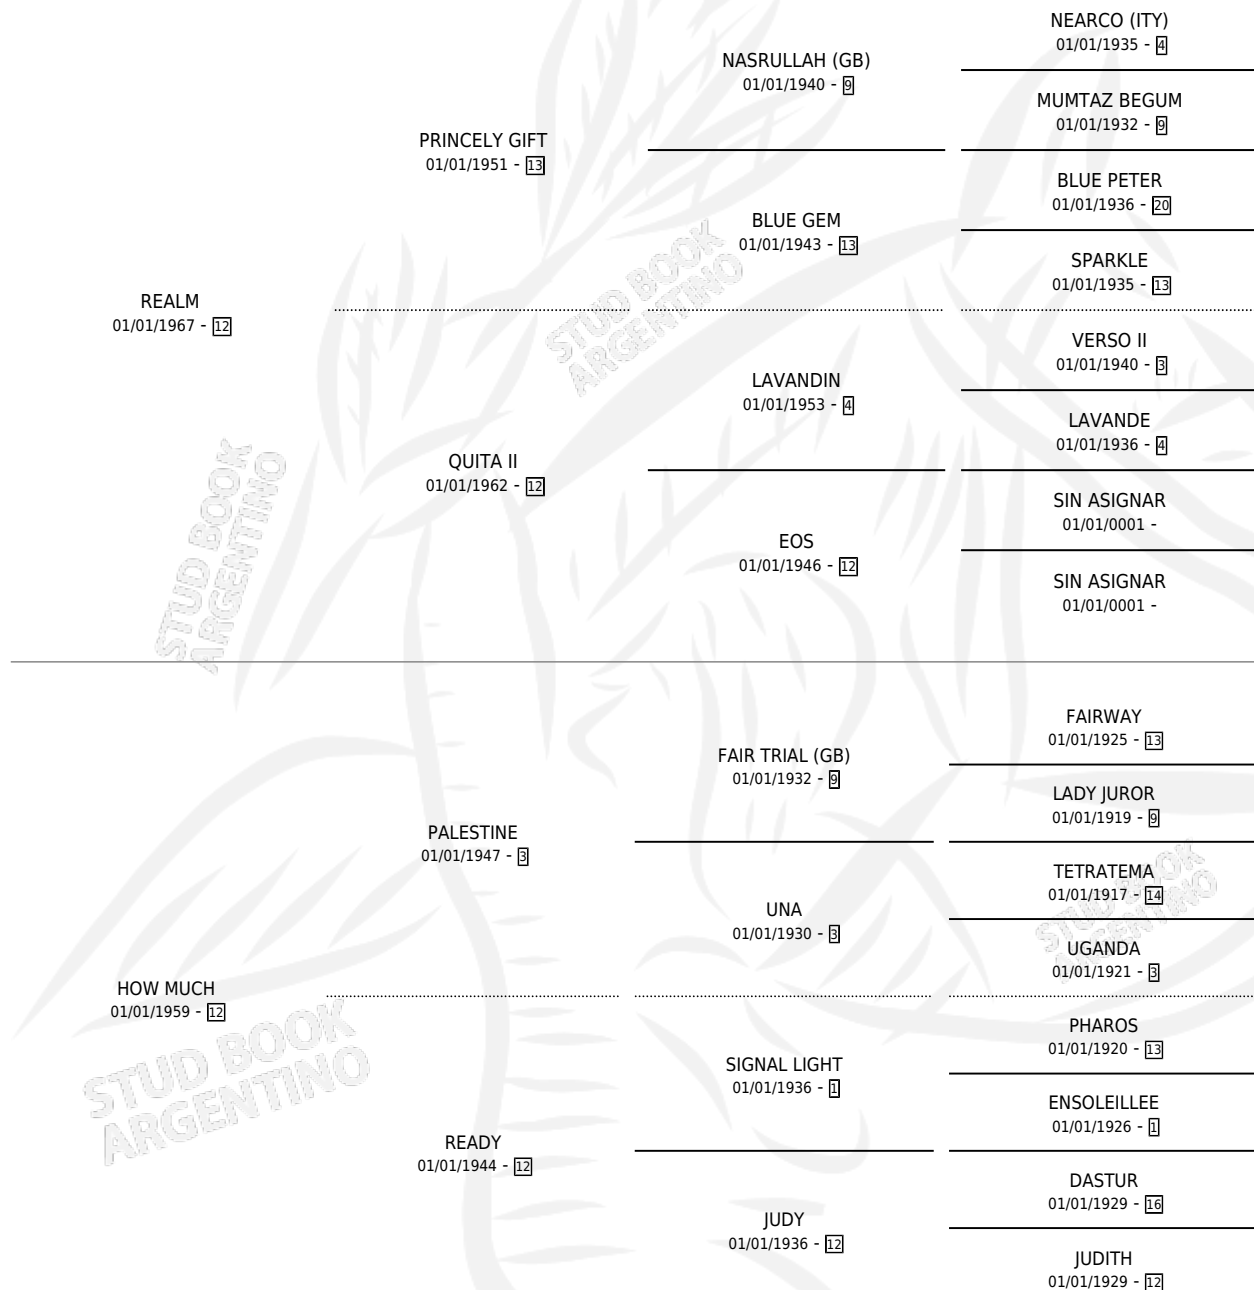 NEARCO (ITY)
01/01/1935 - 4
NASRULLAH (GB)
01/01/1940 - 9
MUMTAZ BEGUM
01/01/1932 - 9
PRINCELY GIFT
01/01/1951 - 13
BLUE PETER
01/01/1936 - 20
BLUE GEM
01/01/1943 - 13
SPARKLE
01/01/1935 - 13
REALM
01/01/1967 - 12
VERSO II
01/01/1940 - 3
LAVANDIN
01/01/1953 - 4
LAVANDE
01/01/1936 - 4
QUITA II
01/01/1962 - 12
SIN ASIGNAR
01/01/0001 -
EOS
01/01/1946 - 12
SIN ASIGNAR
01/01/0001 -
FAIRWAY
01/01/1925 - 13
FAIR TRIAL (GB)
01/01/1932 - 9
LADY JUROR
01/01/1919 - 9
PALESTINE
01/01/1947 - 3
TETRATEMA
01/01/1917 - 14
UNA
01/01/1930 - 3
UGANDA
01/01/1921 - 3
HOW MUCH
01/01/1959 - 12
PHAROS
01/01/1920 - 13
SIGNAL LIGHT
01/01/1936 - 1
ENSOLEILLEE
01/01/1926 - 1
READY
01/01/1944 - 12
DASTUR
01/01/1929 - 16
JUDY
01/01/1936 - 12
JUDITH
01/01/1929 - 12
STUD BOOK
ARGENTINO
STUD BOOK
ARGENTINO
STUD BOOK
ARGENTINO
STUD BOOK
ARGENTINO